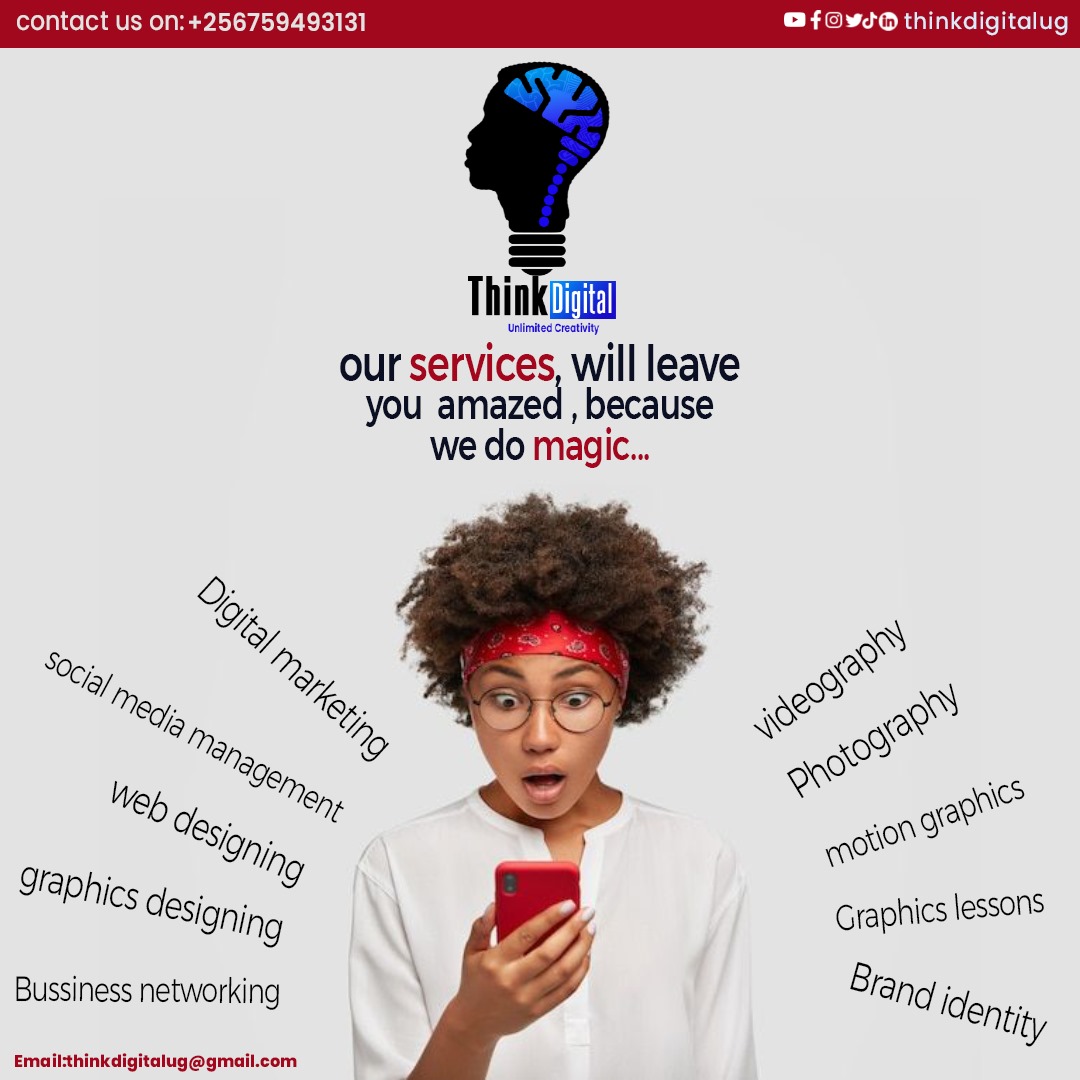 contact us on:+256759493131
thinkdigitalug
Think Digital
Unlimited Creativity
our services, will leave
you amazed , because
we do magic...
Digital marketing
social media management
web designing
graphics designing
Bussiness networking
videography
Photography
motion graphics
Graphics lessons
Brand identity
Email:thinkdigitalug@gmail.com